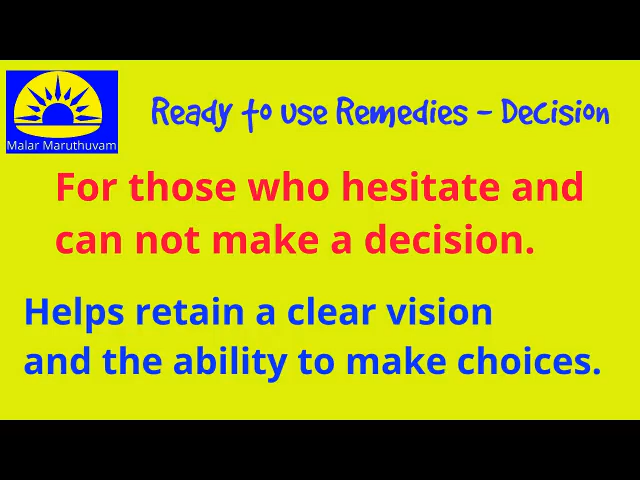 Malar Maruthuvam
Ready to use Remedies - Decision
For those who hesitate and
can not make a decision.
Helps retain a clear vision
and the ability to make choices.